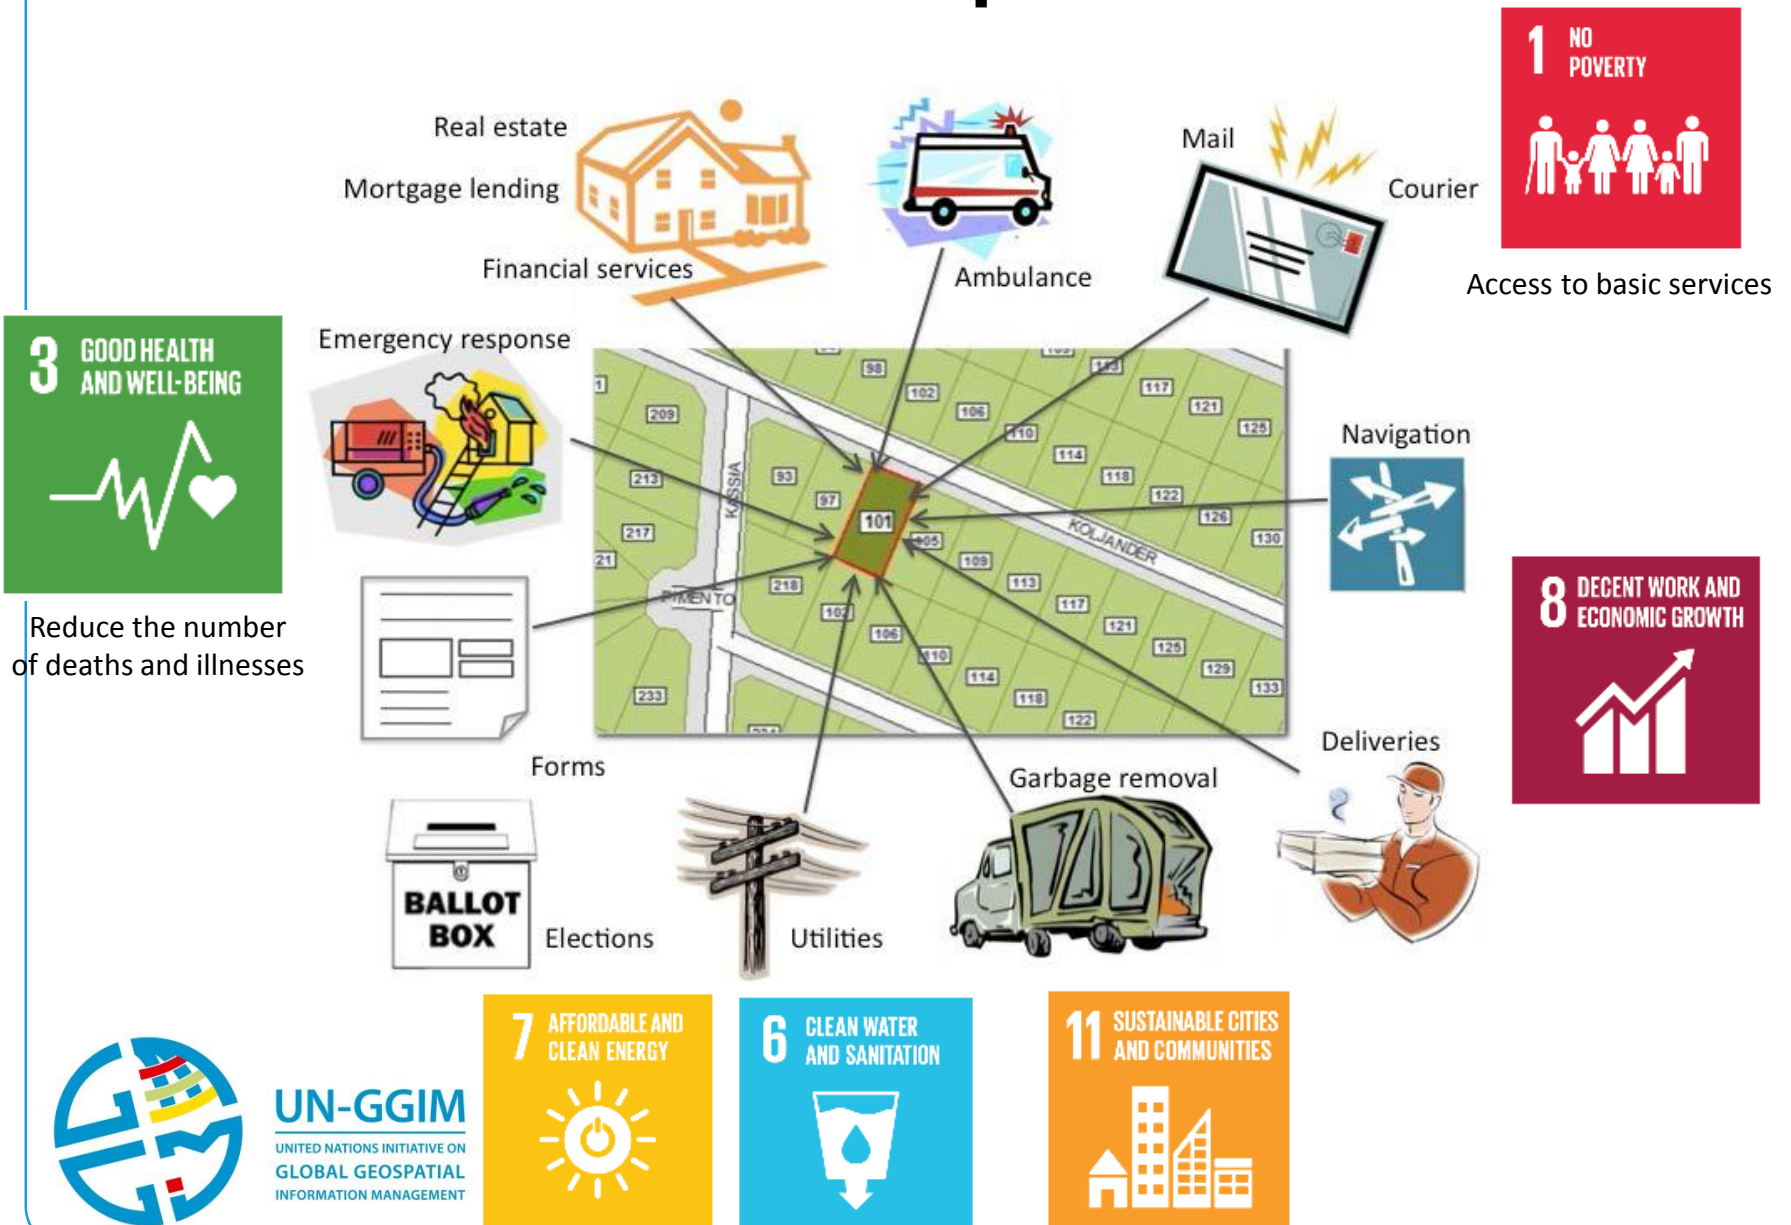 1 NO
POVERTY
Real estate
Mortgage lending
Financial services
Ambulance
Mail
Courier
Access to basic services
3 GOOD HEALTH
AND WELL-BEING
Reduce the number
of deaths and illnesses
Emergency response
Navigation
8 DECENT WORK AND
ECONOMIC GROWTH
98
102
106
110
114
118
122
126
130
117
121
125
209
213
217
21
233
93
97
101
105
109
113
117
121
125
129
133
218
102
106
110
114
118
122
KASSIA
KOLJANDER
PIMENTO
Forms
Deliveries
Garbage removal
BALLOT
BOX
Elections
Utilities
7 AFFORDABLE AND
CLEAN ENERGY
6 CLEAN WATER
AND SANITATION
11 SUSTAINABLE CITIES
AND COMMUNITIES
UN-GGIM
UNITED NATIONS INITIATIVE ON
GLOBAL GEOSPATIAL
INFORMATION MANAGEMENT